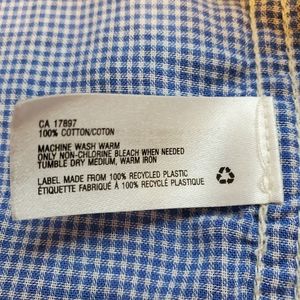 CA 17897
100% COTTON/COTON
MACHINE WASH WARM
ONLY NON-CHLORINE BLEACH WHEN NEEDED
TUMBLE DRY MEDIUM, WARM IRON
LABEL MADE FROM 100% RECYCLED PLASTIC
ÉTIQUETTE FABRIQUÉ À 100% RECYCLÉ PLASTIQUE